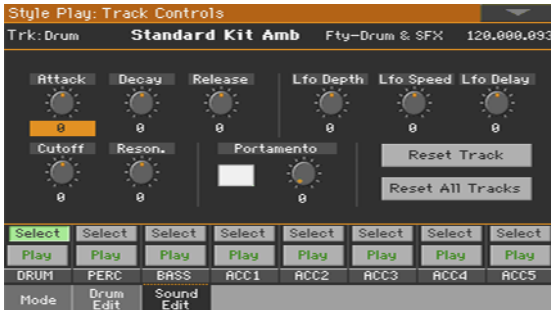 Style Play: Track Controls
Trk: Drum Standard Kit Amb Fty-Drum & SFX 120.000.093
Attack Decay Release Lfo Depth Lfo Speed Lfo Delay
0 0 0 0 0 0
Cutoff Reson. Portamento Reset Track
0 0 0 Reset All Tracks
Select Select Select Select Select Select Select Select
Play Play Play Play Play Play Play Play
DRUM PERC BASS ACC1 ACC2 ACC3 ACC4 ACC5
Mode Drum Edit Sound Edit